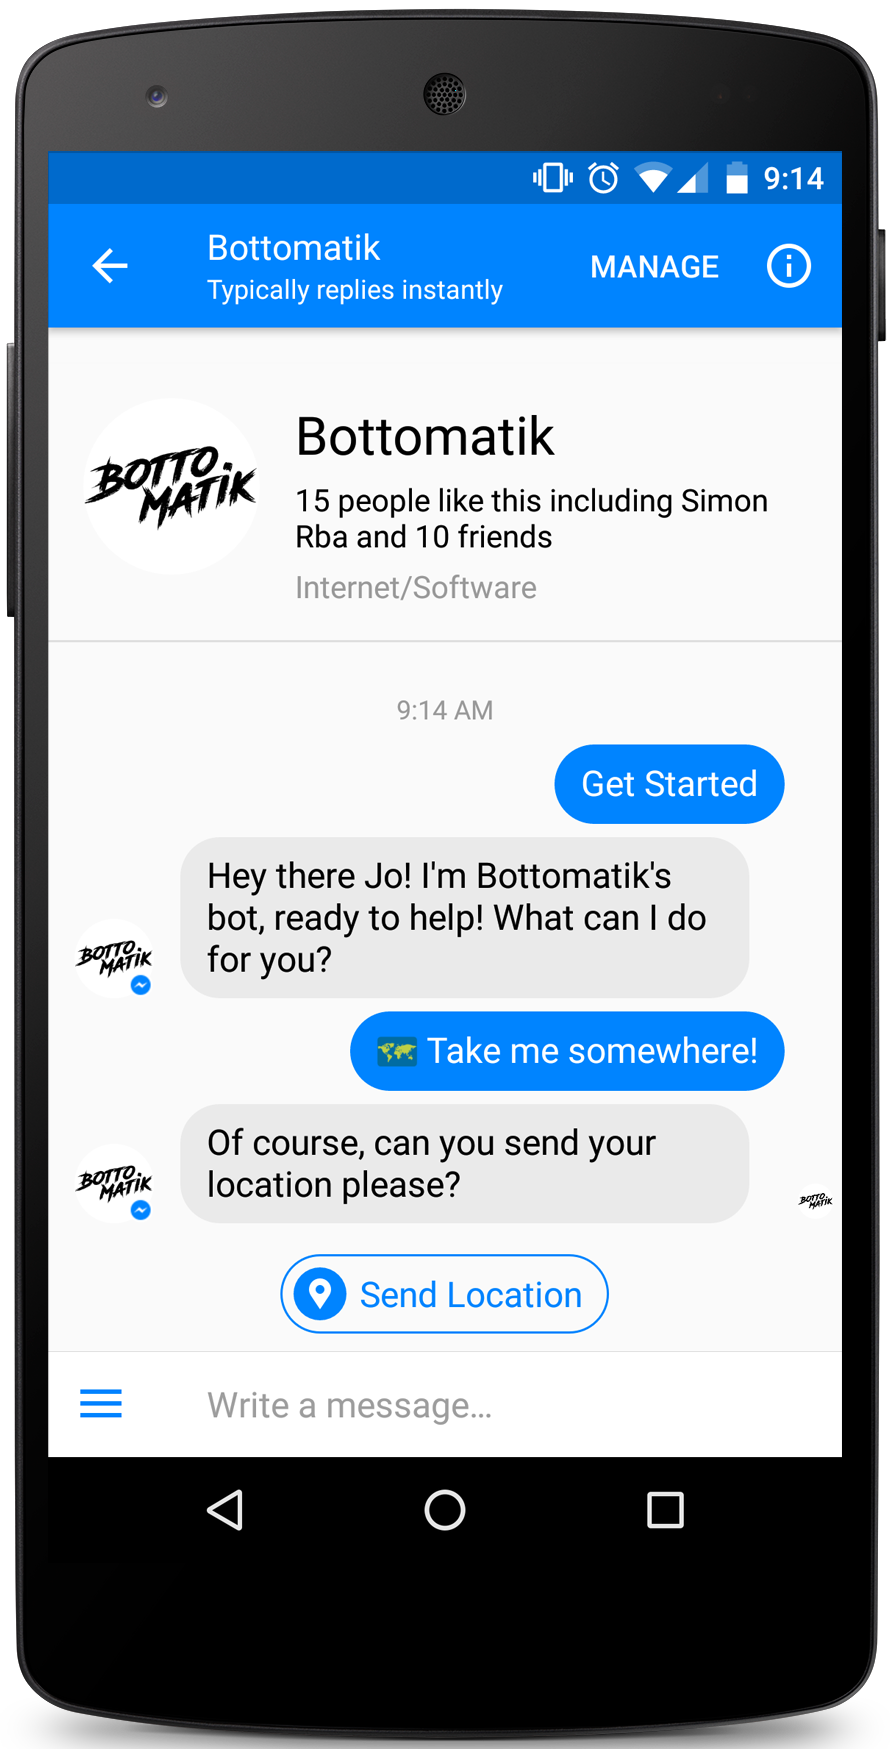 9:14
Bottomatik
Typically replies instantly
MANAGE
BOTTO.
MATIK
Bottomatik
15 people like this including Simon
Rba and 10 friends
Internet/Software
9:14 AM
Get Started
Hey there Jo! I'm Bottomatik's
bot, ready to help! What can I do
for you?
BOTTO.
MATIK
Take me somewhere!
Of course, can you send your
location please?
BOTTO.
MATIK
BOTTO.
MATIK
Send Location
Write a message...